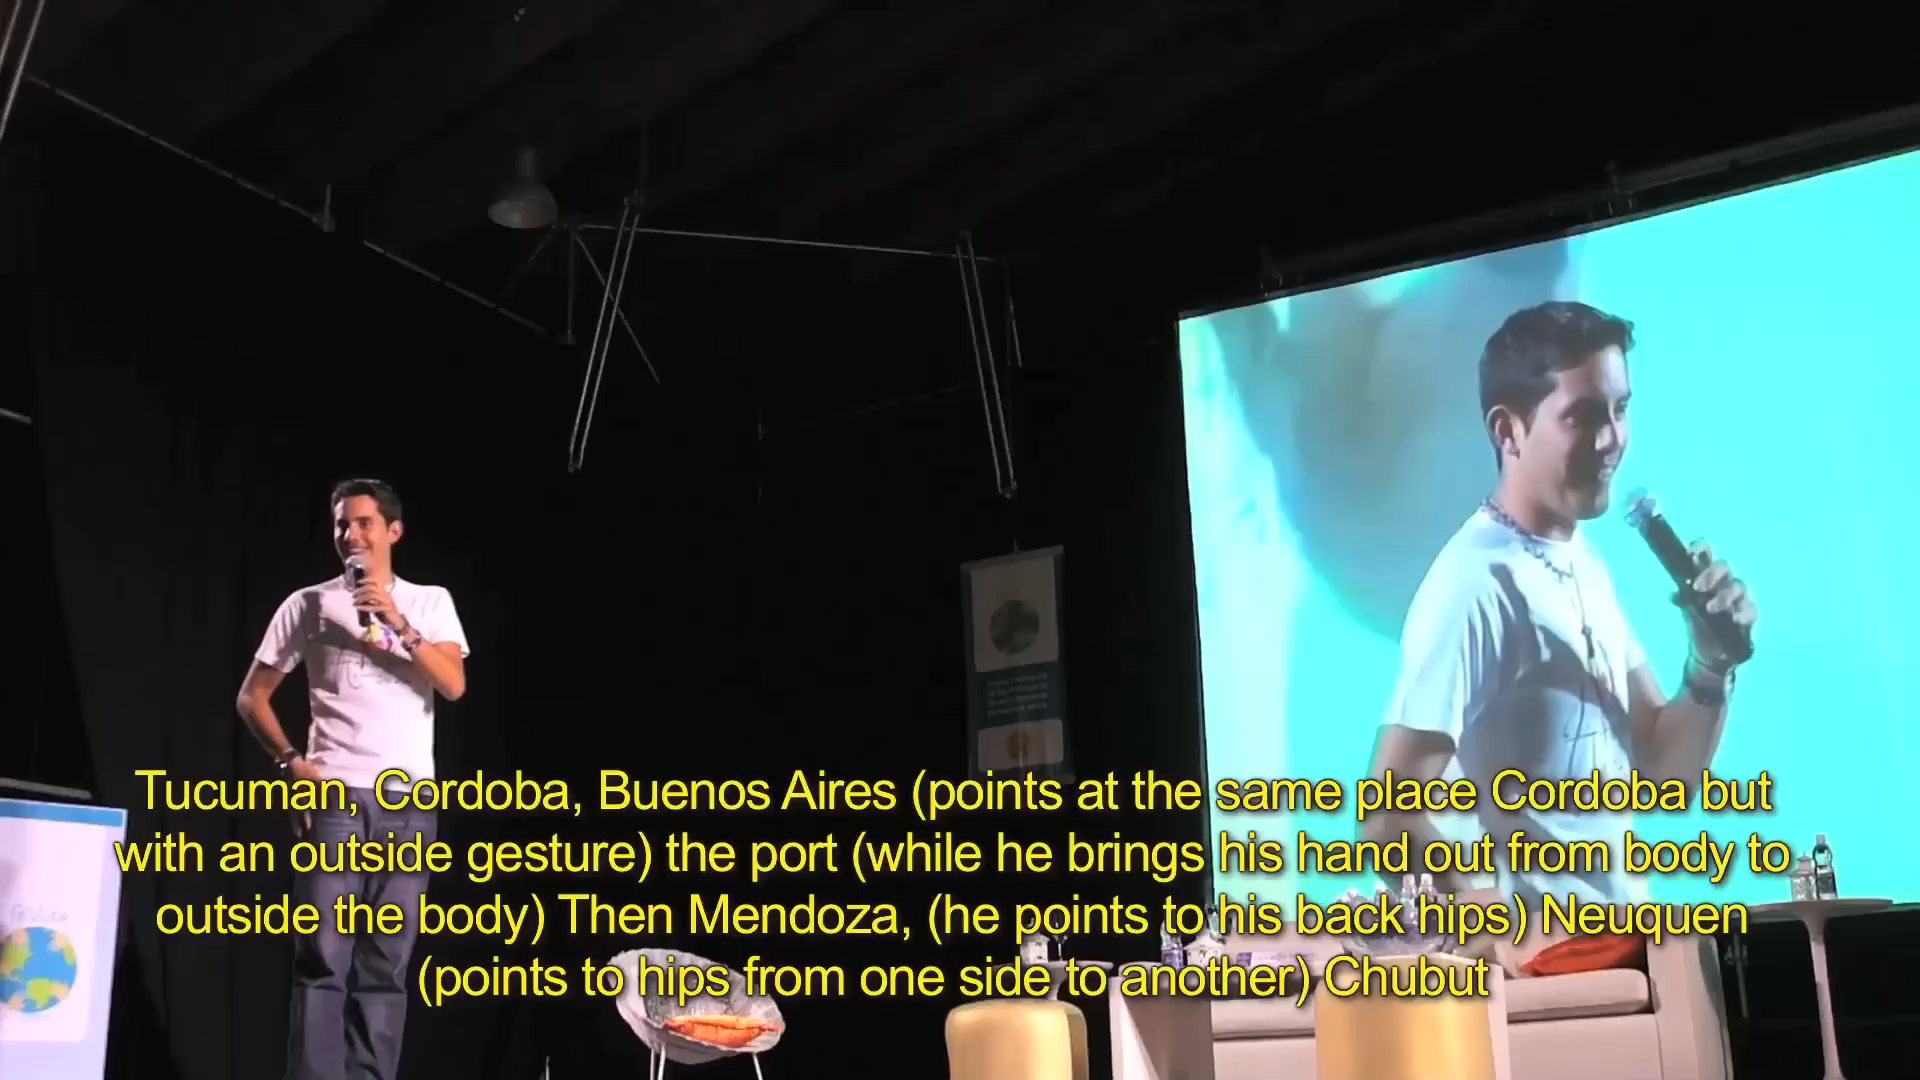 Tucuman, Cordoba, Buenos Aires (points at the same place Cordoba but
with an outside gesture) the port (while he brings his hand out from body to
outside the body) Then Mendoza, (he points to his back hips) Neuquen
(points to hips from one side to another) Chubut